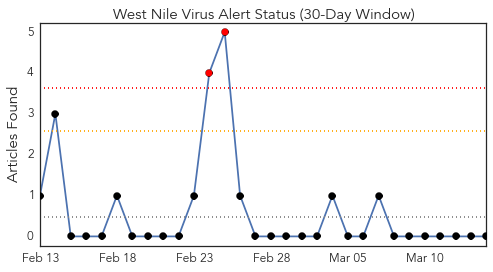 West Nile Virus Alert Status (30-Day Window)
Articles Found
5
4
3
2
1
0
Feb 13 Feb 18 Feb 23 Feb 28 Mar 05 Mar 10